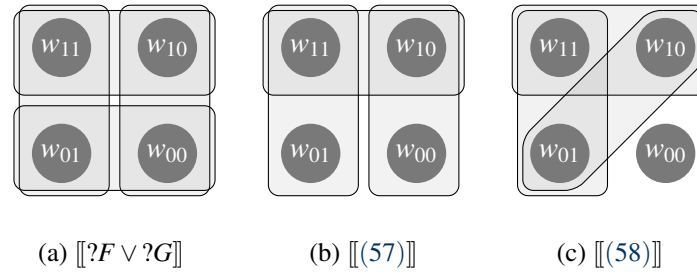 w₁₁ w₁₀ w₁₁ w₁₀ w₁₁ w₁₀
w₀₁ w₀₀ w₀₁ w₀₀ w₀₁ w₀₀
(a) ⟦?F ∨ ?G⟧ (b) ⟦(57)⟧ (c) ⟦(58)⟧